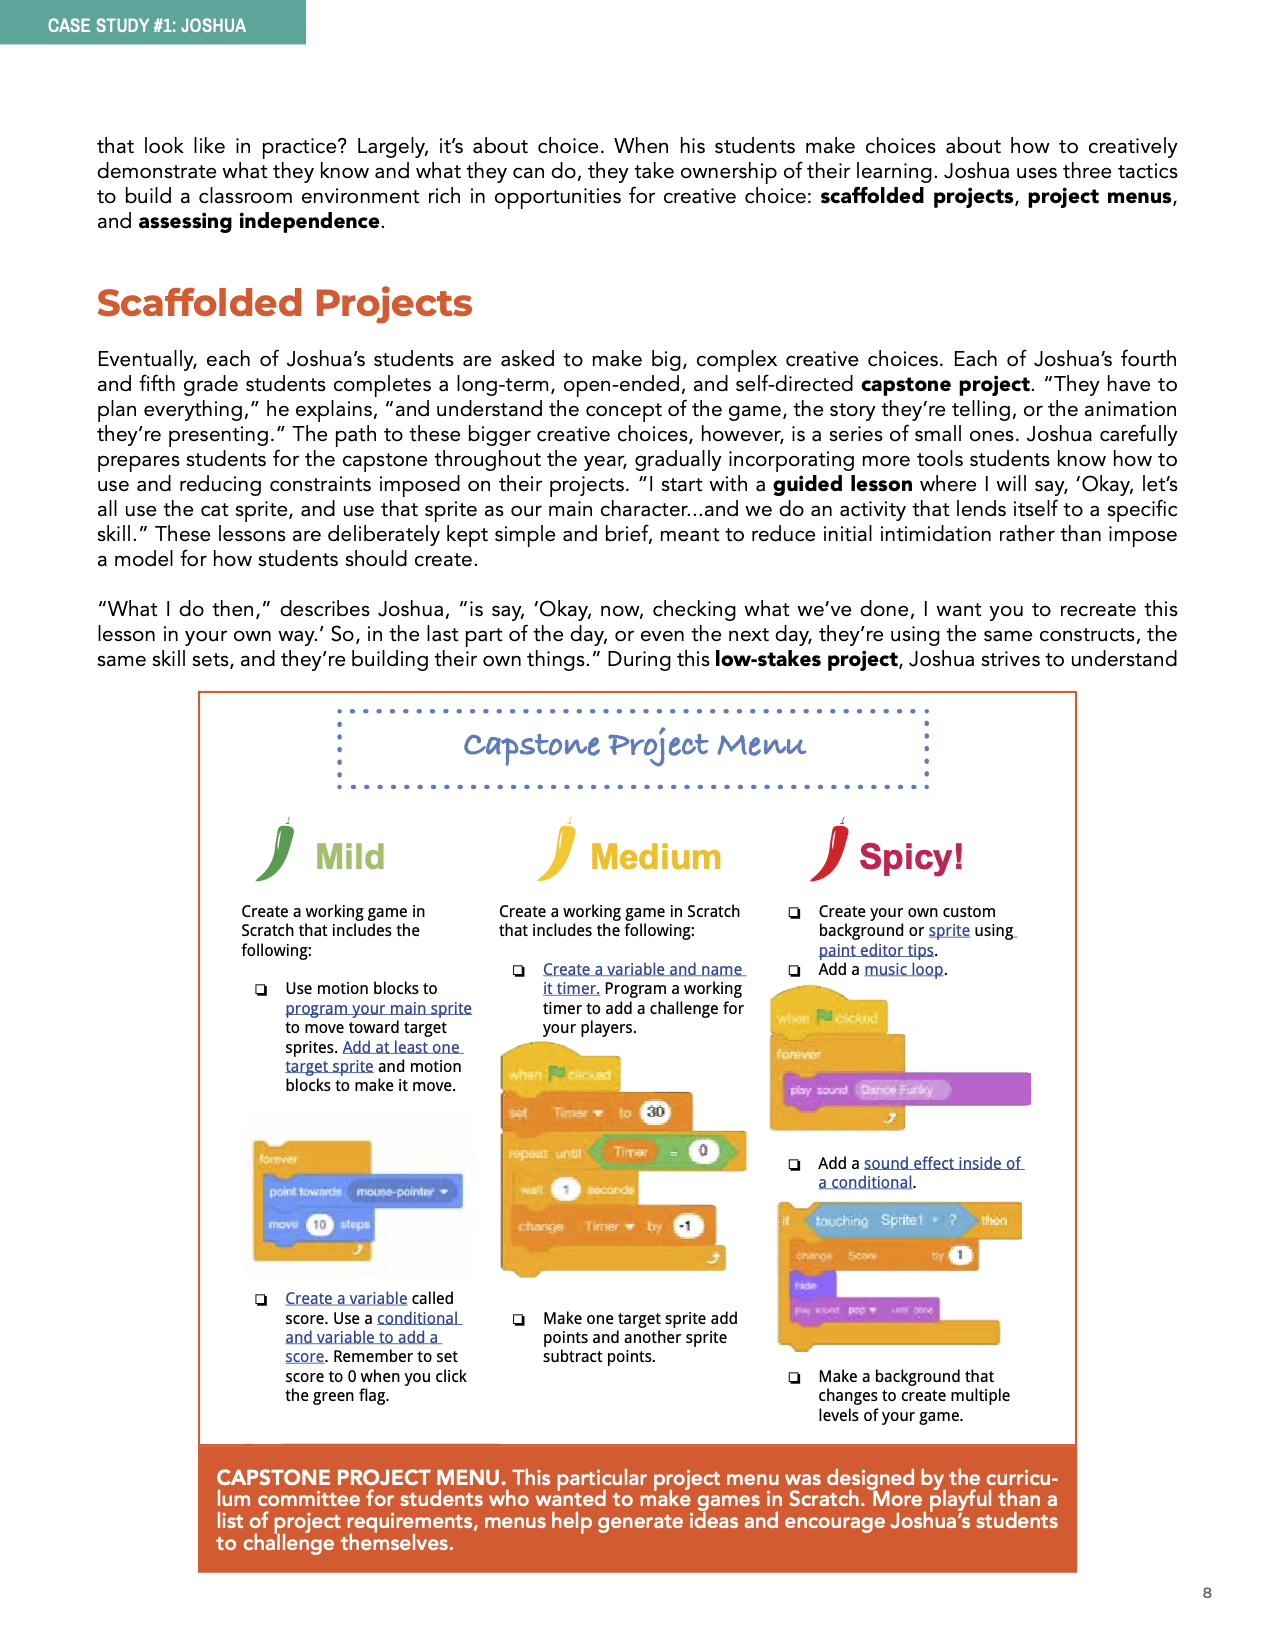 CASE STUDY #1: JOSHUA
that look like in practice? Largely, it’s about choice. When his students make choices about how to creatively
demonstrate what they know and what they can do, they take ownership of their learning. Joshua uses three tactics
to build a classroom environment rich in opportunities for creative choice: scaffolded projects, project menus,
and assessing independence.
Scaffolded Projects
Eventually, each of Joshua’s students are asked to make big, complex creative choices. Each of Joshua’s fourth
and fifth grade students completes a long-term, open-ended, and self-directed capstone project. “They have to
plan everything,” he explains, “and understand the concept of the game, the story they’re telling, or the animation
they’re presenting.” The path to these bigger creative choices, however, is a series of small ones. Joshua carefully
prepares students for the capstone throughout the year, gradually incorporating more tools students know how to
use and reducing constraints imposed on their projects. “I start with a guided lesson where I will say, ‘Okay, let’s
all use the cat sprite, and use that sprite as our main character...and we do an activity that lends itself to a specific
skill.” These lessons are deliberately kept simple and brief, meant to reduce initial intimidation rather than impose
a model for how students should create.
“What I do then,” describes Joshua, “is say, ‘Okay, now, checking what we’ve done, I want you to recreate this
lesson in your own way.’ So, in the last part of the day, or even the next day, they’re using the same constructs, the
same skill sets, and they’re building their own things.” During this low-stakes project, Joshua strives to understand
Capstone Project Menu
Mild
Create a working game in
Scratch that includes the
following:
❏ Use motion blocks to
program your main sprite
to move toward target
sprites. Add at least one
target sprite and motion
blocks to make it move.
forever
point towards mouse-pointer
move 10 steps
❏ Create a variable called
score. Use a conditional
and variable to add a
score. Remember to set
score to 0 when you click
the green flag.
Medium
Create a working game in Scratch
that includes the following:
❏ Create a variable and name
it timer. Program a working
timer to add a challenge for
your players.
when clicked
set Timer to 30
repeat until Timer = 0
wait 1 seconds
change Timer by -1
❏ Make one target sprite add
points and another sprite
subtract points.
Spicy!
❏ Create your own custom
background or sprite using
paint editor tips.
❏ Add a music loop.
when clicked
forever
play sound Dance Funky
❏ Add a sound effect inside of
a conditional.
if touching Sprite1 ? then
change Score by 1
hide
play sound pop until done
❏ Make a background that
changes to create multiple
levels of your game.
CAPSTONE PROJECT MENU. This particular project menu was designed by the curricu-
lum committee for students who wanted to make games in Scratch. More playful than a
list of project requirements, menus help generate ideas and encourage Joshua’s students
to challenge themselves.
8